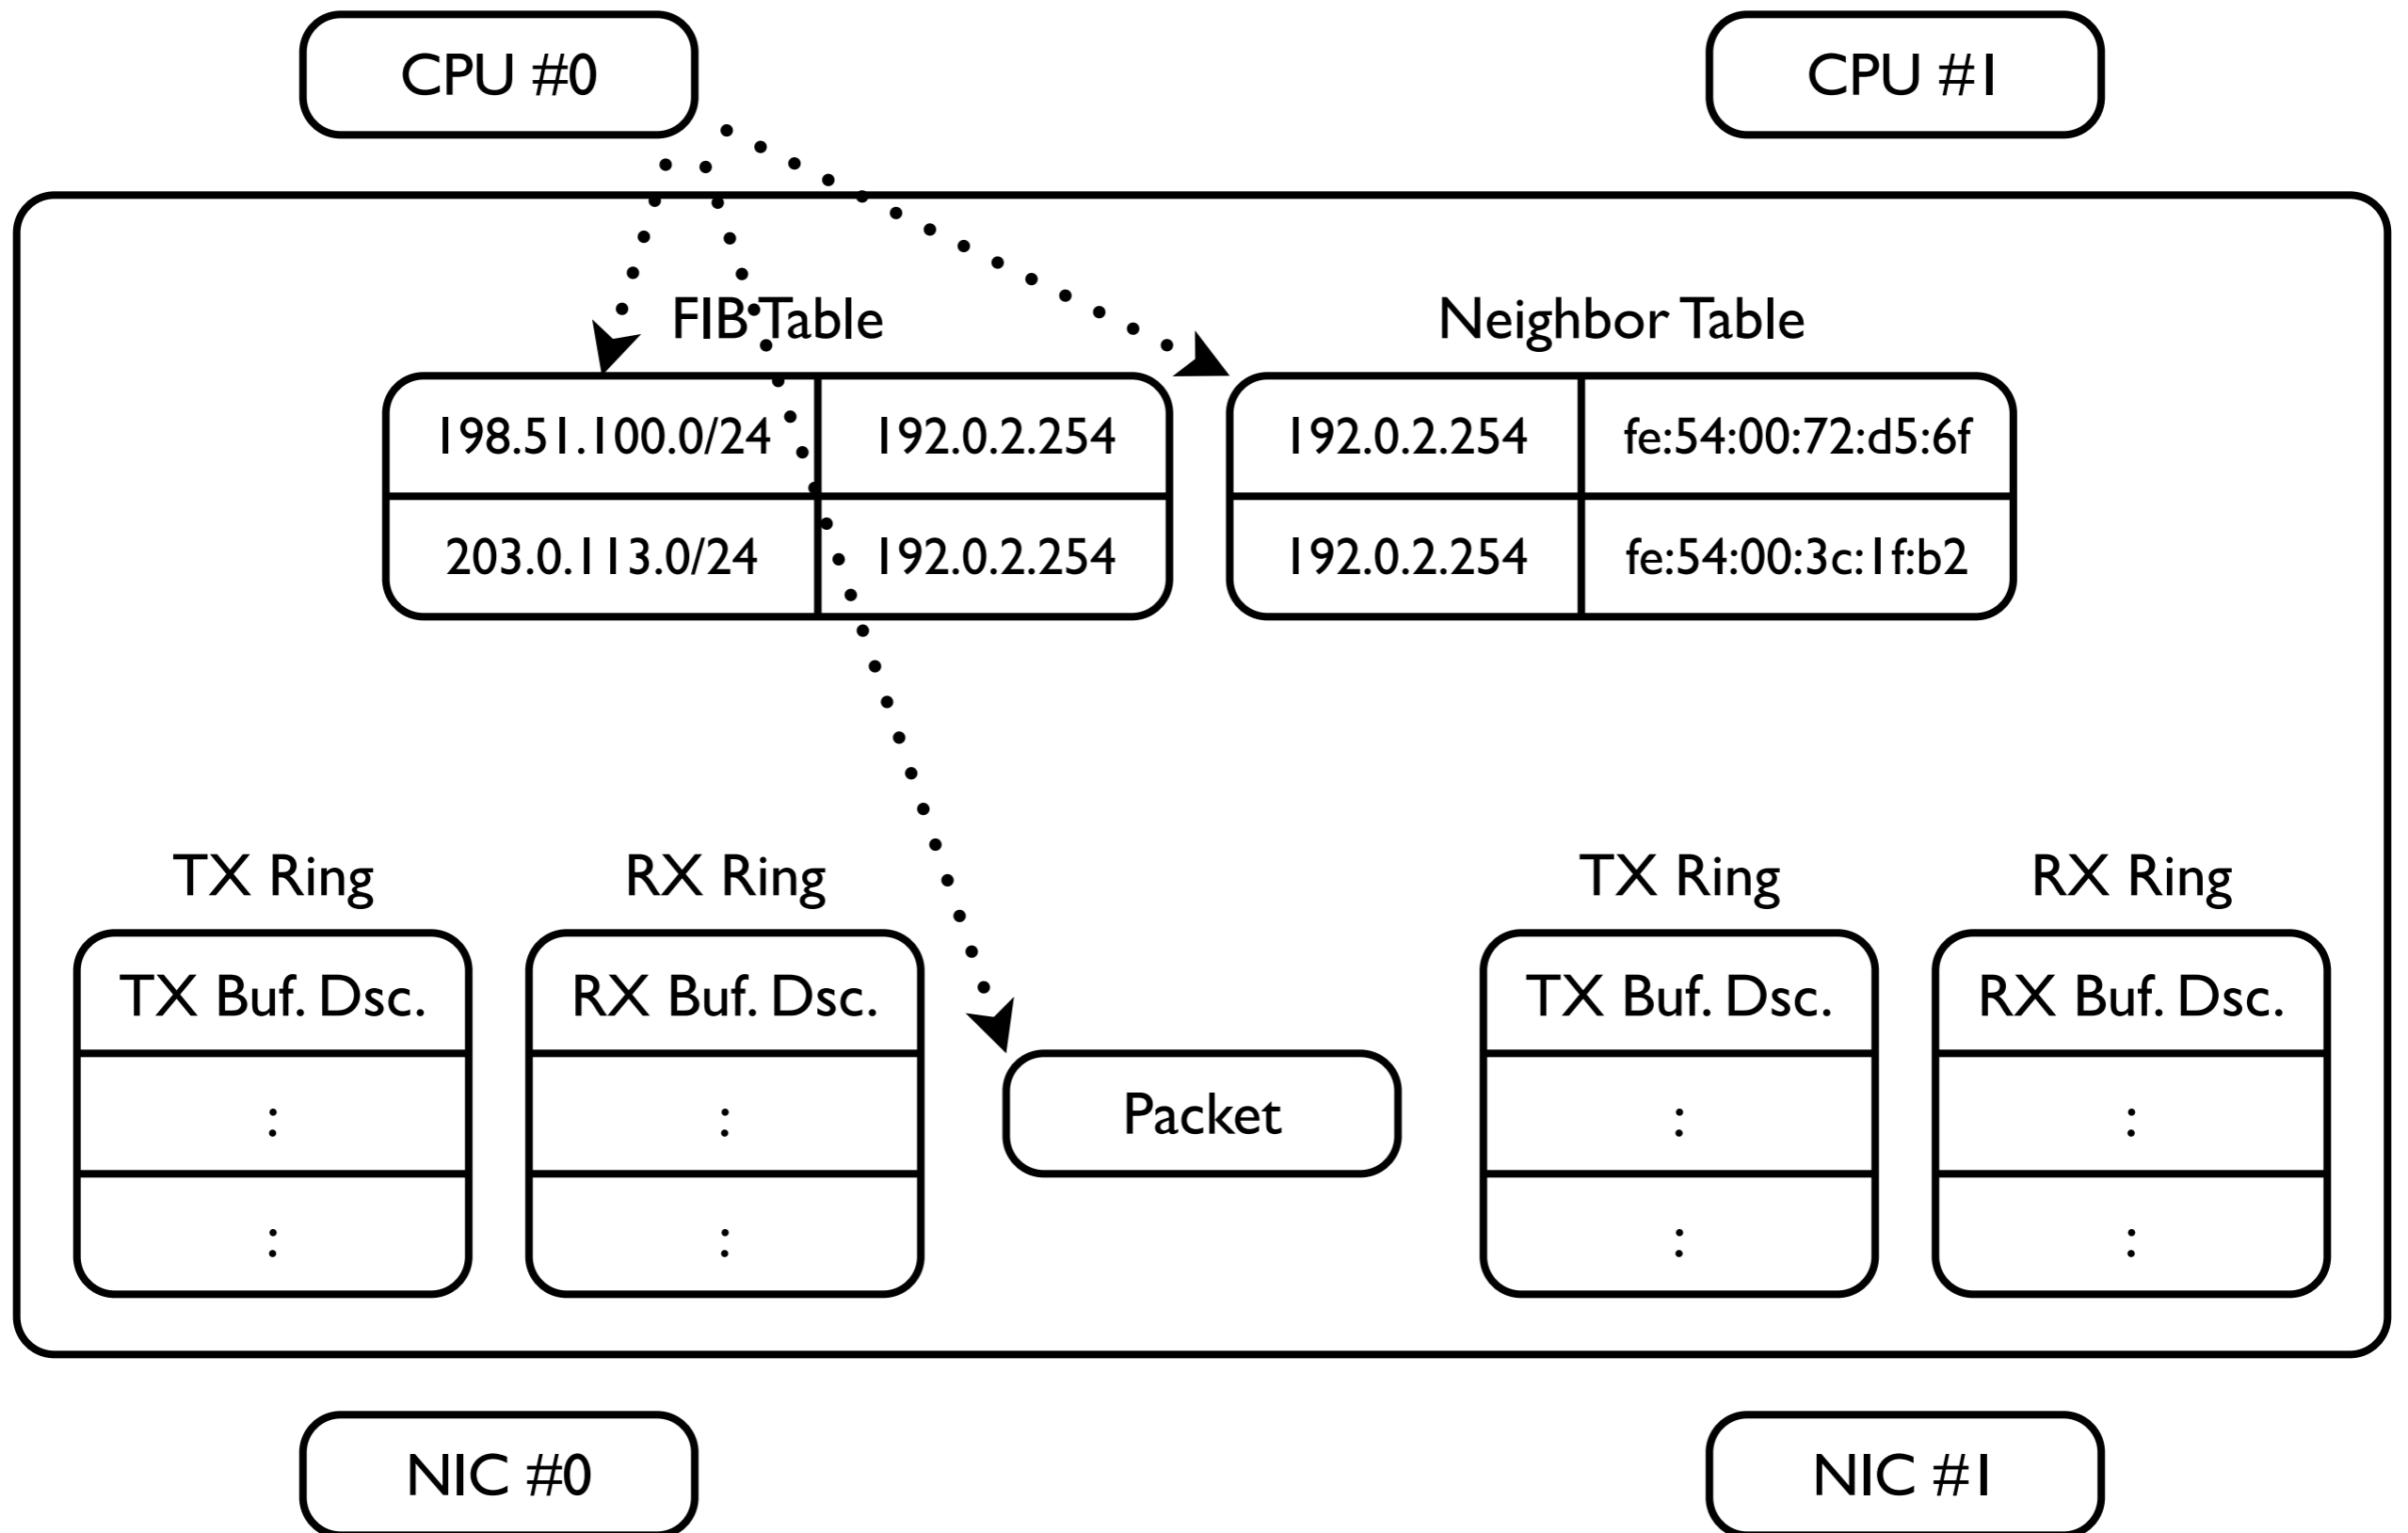 CPU #0
CPU #1
FIB Table
Neighbor Table
198.51.100.0/24 192.0.2.254
192.0.2.254 fe:54:00:72:d5:6f
203.0.113.0/24 192.0.2.254
192.0.2.254 fe:54:00:3c:1f:b2
TX Ring
RX Ring
TX Ring
RX Ring
TX Buf. Dsc.
RX Buf. Dsc.
TX Buf. Dsc.
RX Buf. Dsc.
:
:
Packet
:
:
:
:
:
:
NIC #0
NIC #1